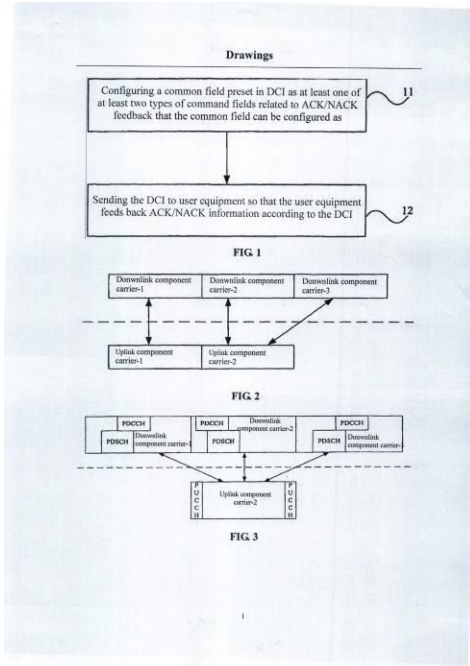 Drawings
Configuring a common field preset in DCI as at least one of
at least two types of command fields related to ACK/NACK
feedback that the common field can be configured as
11
Sending the DCI to user equipment so that the user equipment
feeds back ACK/NACK information according to the DCI
12
FIG. 1
Donwnlink component
carrier-1
Donwnlink component
carrier-2
Donwnlink component
carrier-3
Uplink component
carrier-1
Uplink component
carrier-2
FIG. 2
PDCCH
PDSCH
Donwnlink
component carrier-1
PDCCH
Donwnlink
component carrier-2
PDSCH
PDCCH
PDSCH
Donwnlink
component carrier-3
PUCCH
Uplink component
carrier-2
PUCCH
FIG. 3
1